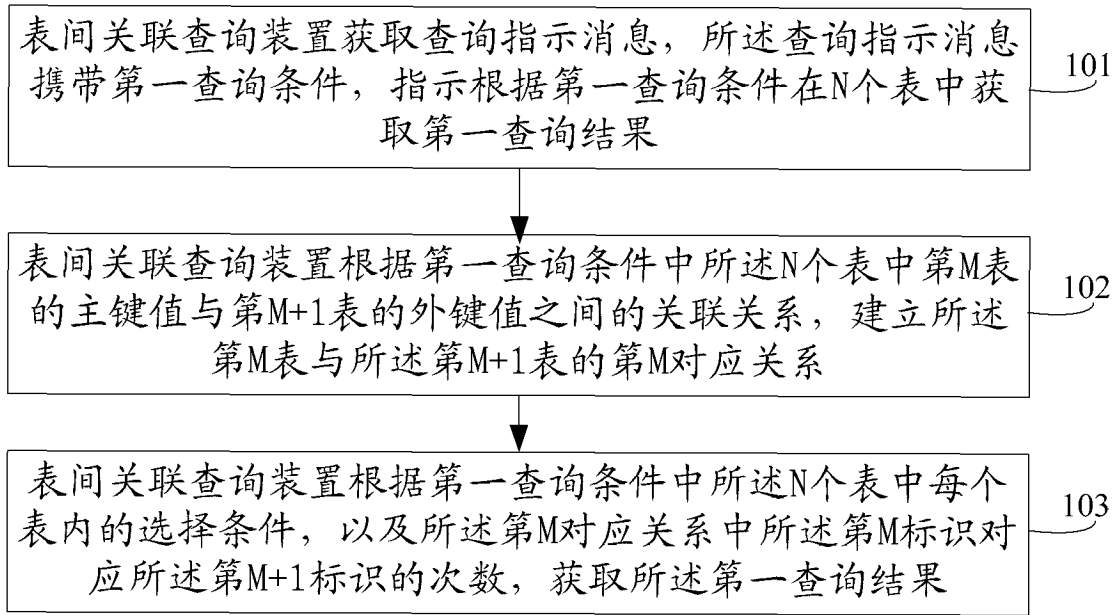 表间关联查询装置获取查询指示消息，所述查询指示消息
携带第一查询条件，指示根据第一查询条件在N个表中获
取第一查询结果
101
表间关联查询装置根据第一查询条件中所述N个表中第M表
的主键值与第M+1表的外键值之间的关联关系，建立所述
第M表与所述第M+1表的第M对应关系
102
表间关联查询装置根据第一查询条件中所述N个表中每个
表内的选择条件，以及所述第M对应关系中所述第M标识对
应所述第M+1标识的次数，获取所述第一查询结果
103